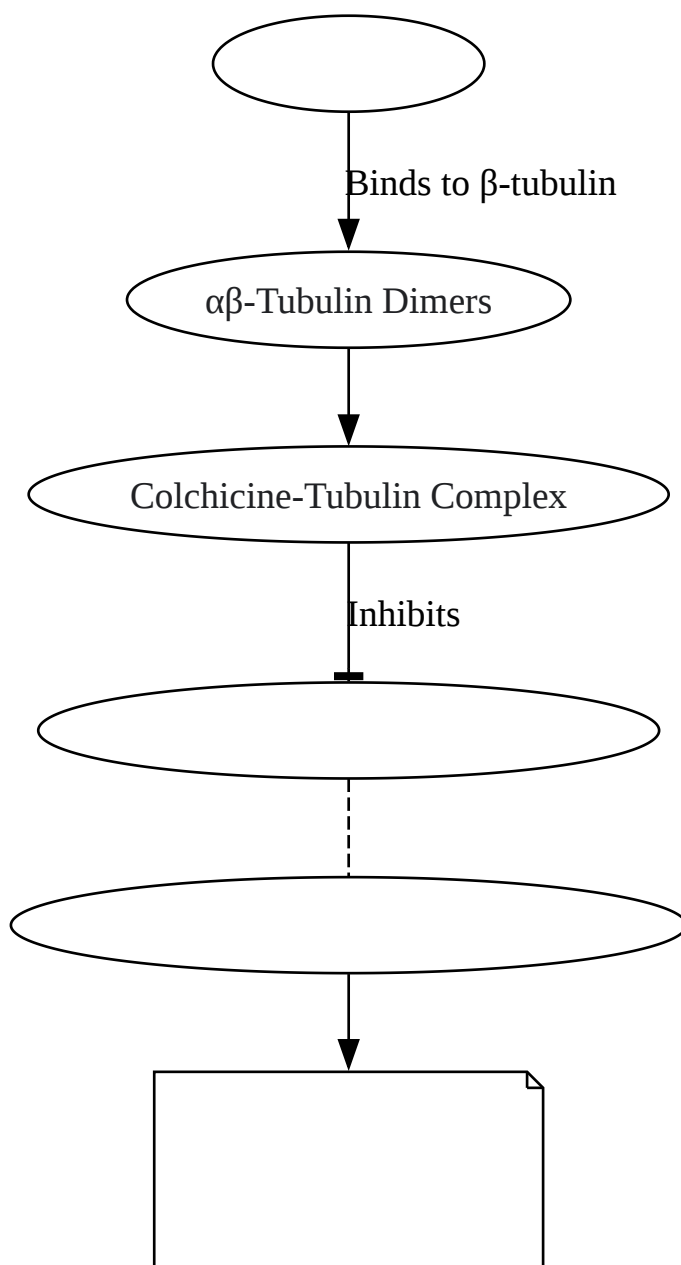 Binds to β-tubulin
αβ-Tubulin Dimers
Colchicine-Tubulin Complex
Inhibits